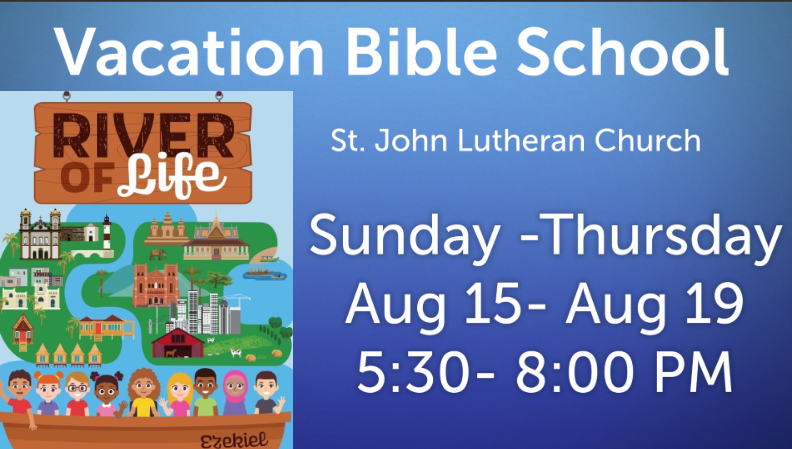 Vacation Bible School
RIVER
OF Life
St. John Lutheran Church
Sunday -Thursday
Aug 15- Aug 19
5:30- 8:00 PM
Ezekiel